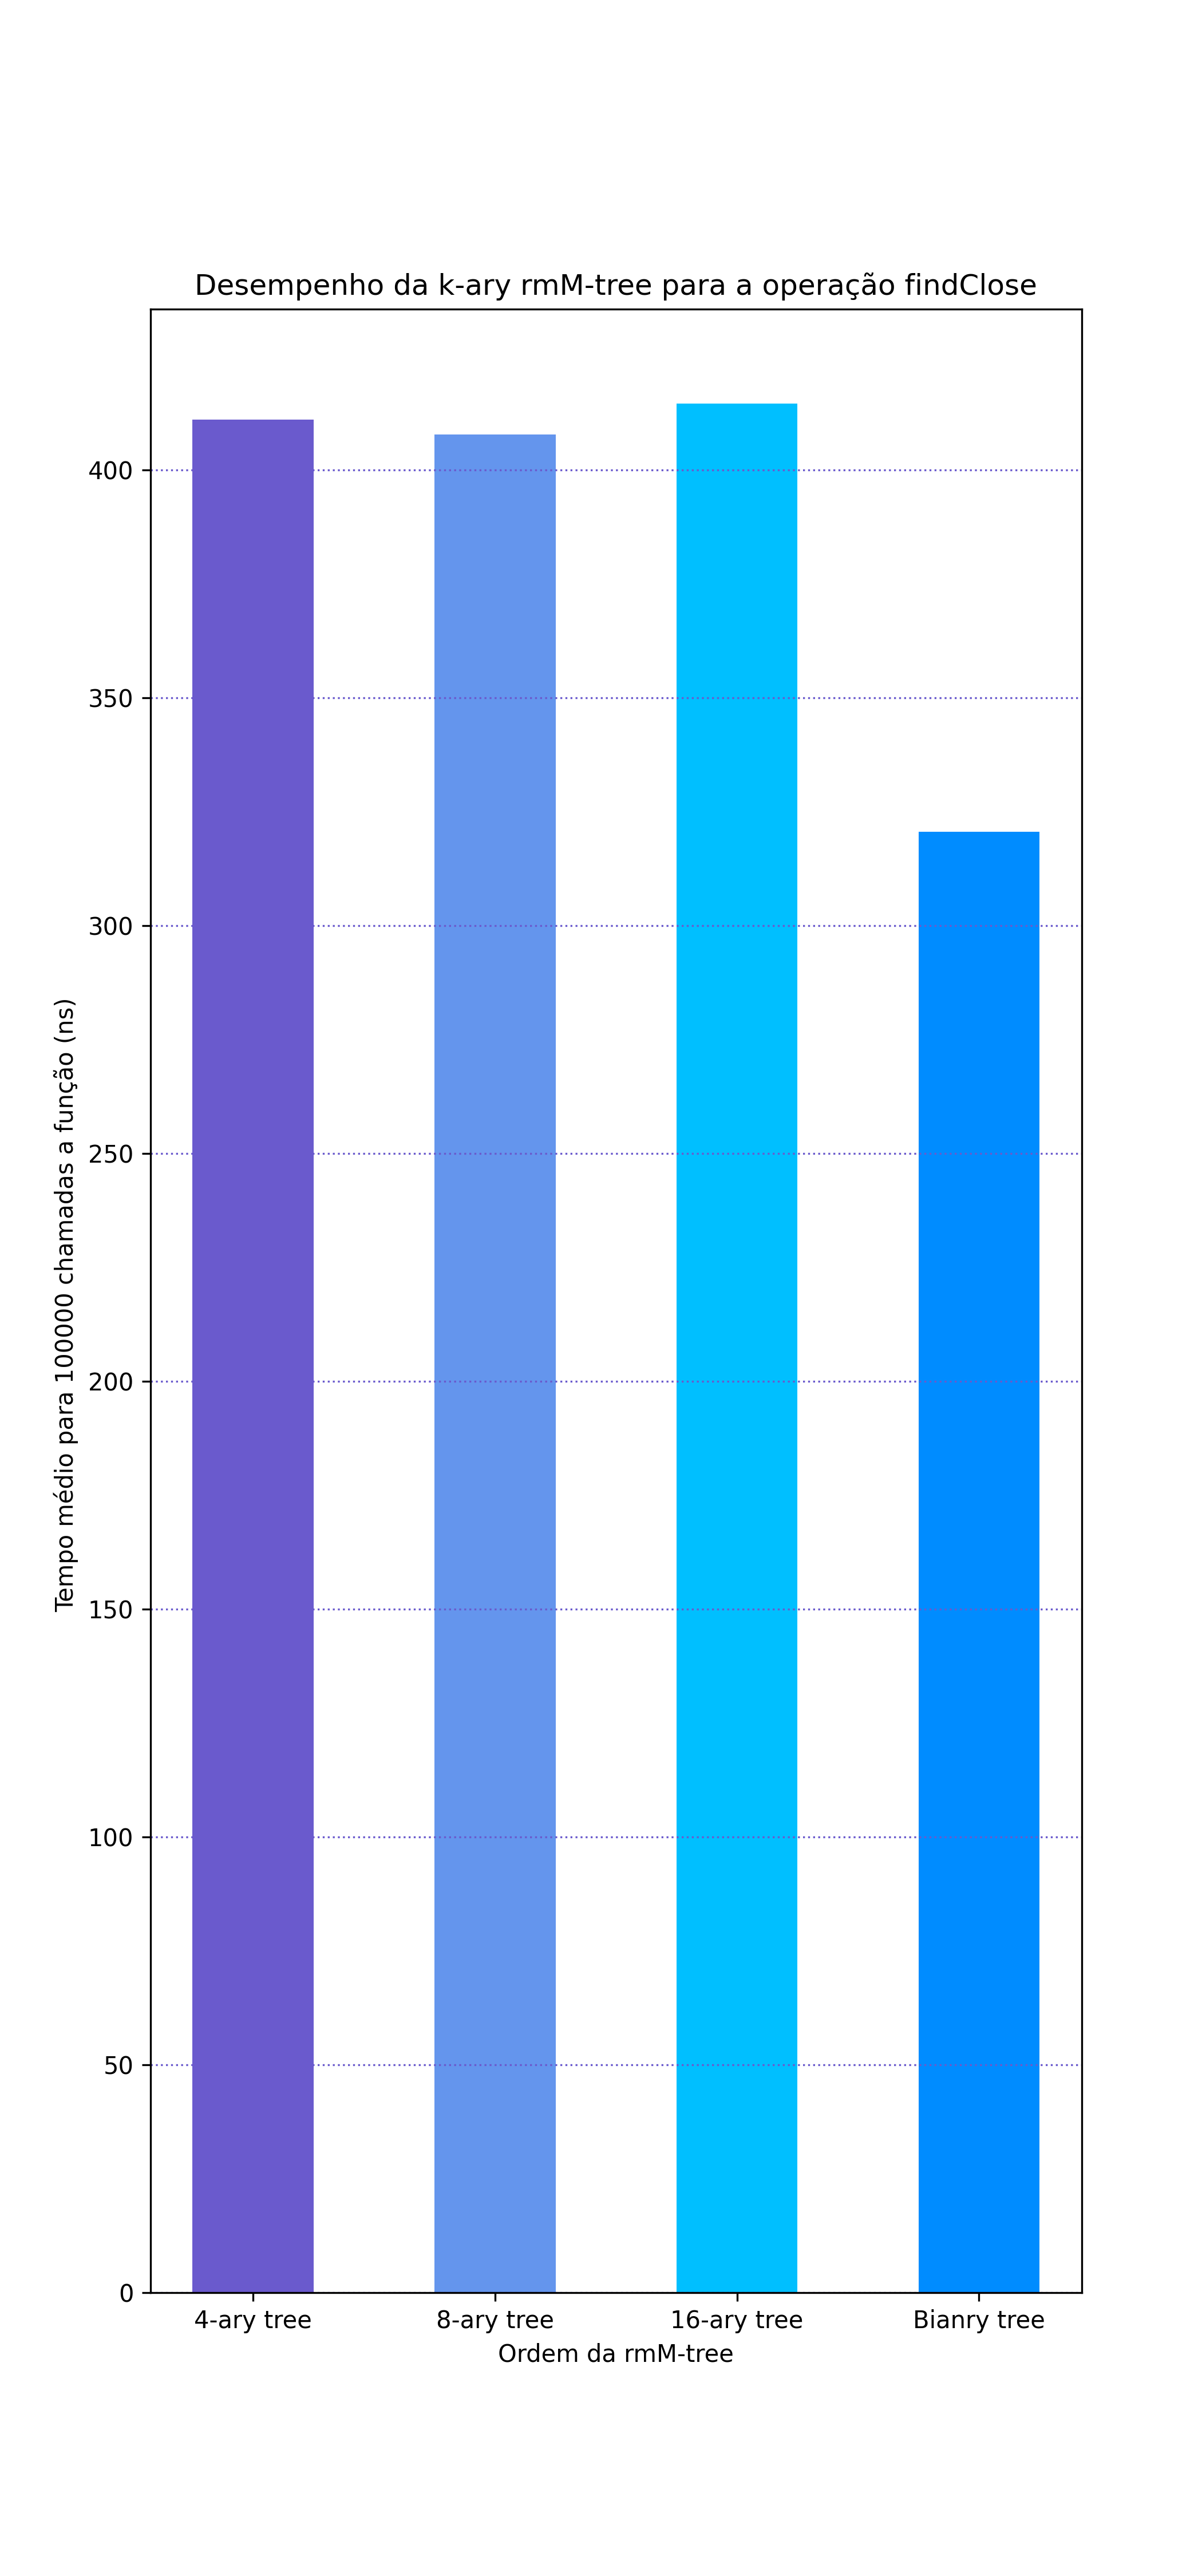 Desempenho da k-ary rmM-tree para a operação findClose
Tempo médio para 100000 chamadas a função (ns)
400
350
300
250
200
150
100
50
0
4-ary tree
8-ary tree
16-ary tree
Bianry tree
Ordem da rmM-tree